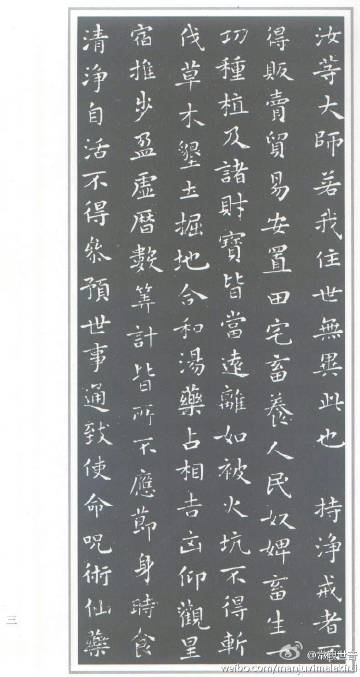 汝等大師若我住世無異此也 持淨戒者不
得販賣貿易安置田宅畜養人民奴婢畜生一
切種植及諸財寶皆當遠離如被火坑不得斬
伐草木墾土掘地合和湯藥占相吉凶仰觀星
宿推步盈虛曆數筭計皆所不應節身時食
清淨自活不得參預世事通致使命呪術仙藥
三
weibo.com/manjuvimalakirti